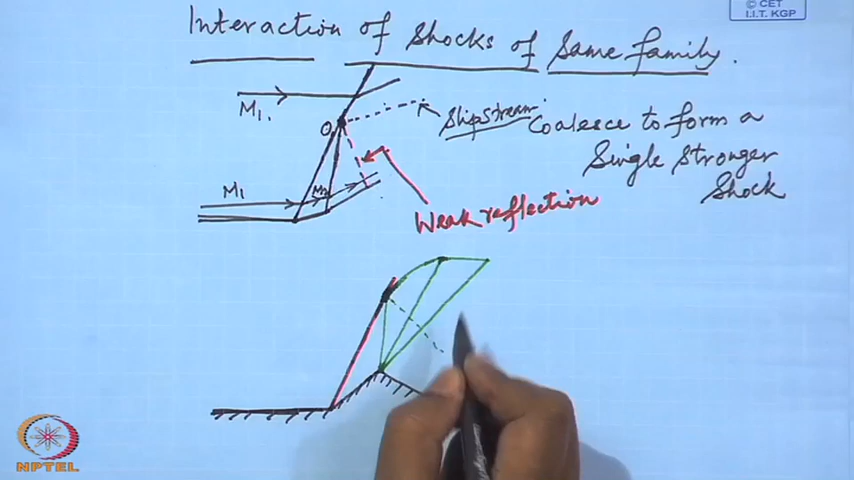 © CET
I.I.T. KGP
Interaction of Shocks of Same family.
M1.
O
Slipstream.
Coalesce to form a
Single stronger
Shock
M1
M2
Weak reflection
NPTEL